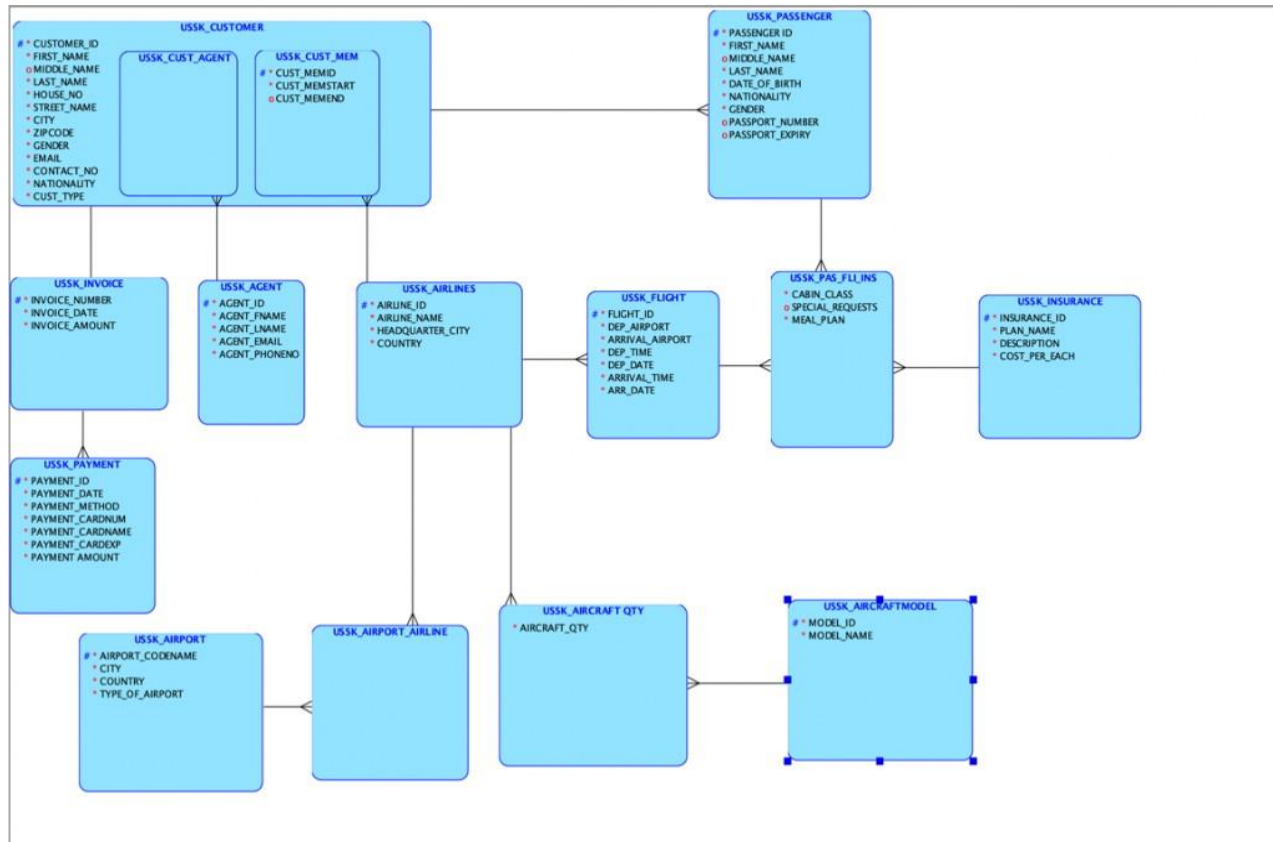 USSK_CUSTOMER
# * CUSTOMER_ID
* FIRST_NAME
o MIDDLE_NAME
* LAST_NAME
* HOUSE_NO
* STREET_NAME
* CITY
* ZIPCODE
* GENDER
* EMAIL
* CONTACT_NO
* NATIONALITY
* CUST_TYPE
USSK_CUST_AGENT
USSK_CUST_MEM
# * CUST_MEMID
* CUST_MEMSTART
o CUST_MEMEND
USSK_PASSENGER
# * PASSENGER ID
* FIRST_NAME
o MIDDLE_NAME
* LAST_NAME
* DATE_OF_BIRTH
* NATIONALITY
* GENDER
o PASSPORT_NUMBER
o PASSPORT_EXPIRY
USSK_INVOICE
# * INVOICE_NUMBER
* INVOICE_DATE
* INVOICE_AMOUNT
USSK_AGENT
# * AGENT_ID
* AGENT_FNAME
* AGENT_LNAME
* AGENT_EMAIL
* AGENT_PHONENO
USSK_AIRLINES
# * AIRLINE_ID
* AIRLINE_NAME
* HEADQUARTER_CITY
* COUNTRY
USSK_FLIGHT
# * FLIGHT_ID
* DEP_AIRPORT
* ARRIVAL_AIRPORT
* DEP_TIME
* DEP_DATE
* ARRIVAL_TIME
* ARR_DATE
USSK_PAS_FLI_INS
* CABIN_CLASS
o SPECIAL_REQUESTS
* MEAL_PLAN
USSK_INSURANCE
# * INSURANCE_ID
* PLAN_NAME
* DESCRIPTION
* COST_PER_EACH
USSK_PAYMENT
# * PAYMENT_ID
* PAYMENT_DATE
* PAYMENT_METHOD
* PAYMENT_CARDNUM
* PAYMENT_CARDNAME
* PAYMENT_CARDEXP
* PAYMENT AMOUNT
USSK_AIRPORT
# * AIRPORT_CODENAME
* CITY
* COUNTRY
* TYPE_OF_AIRPORT
USSK_AIRPORT_AIRLINE
USSK_AIRCRAFT QTY
* AIRCRAFT_QTY
USSK_AIRCRAFTMODEL
# * MODEL_ID
* MODEL_NAME